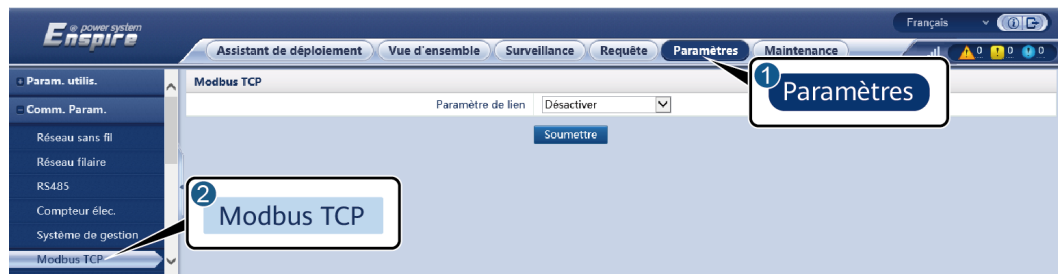 Enspire @ power system
Français
Assistant de déploiement Vue d'ensemble Surveillance Requête Paramètres Maintenance
0 0 0
Param. utilis.
Comm. Param.
Réseau sans fil
Réseau filaire
RS485
Compteur élec.
Système de gestion
Modbus TCP
Modbus TCP
Paramètre de lien Désactiver
Soumettre
1 Paramètres
2 Modbus TCP